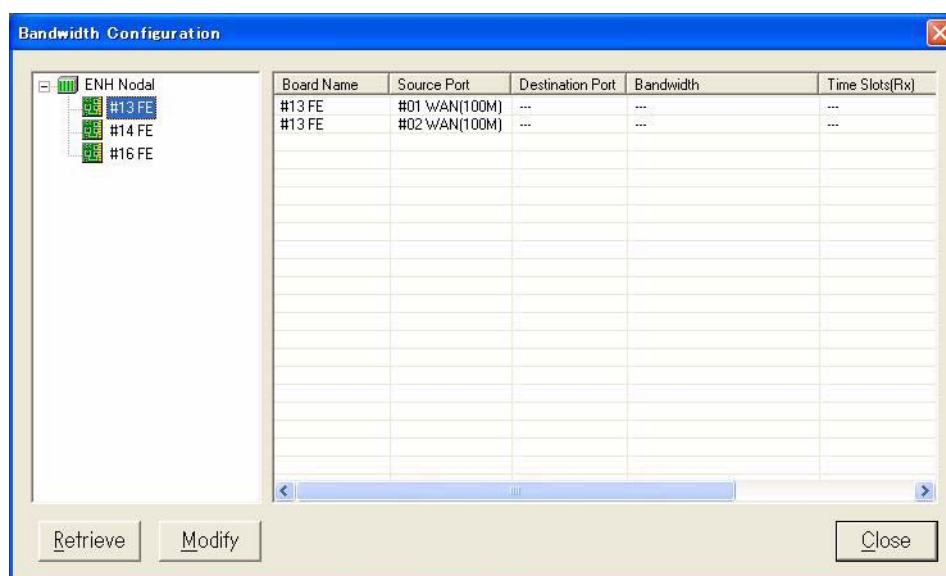 Bandwidth Configuration
ENH Nodal
#13 FE
#14 FE
#16 FE
Board Name Source Port Destination Port Bandwidth Time Slots(Rx)
#13 FE #01 WAN(100M) --- --- ---
#13 FE #02 WAN(100M) --- --- ---
Retrieve Modify Close